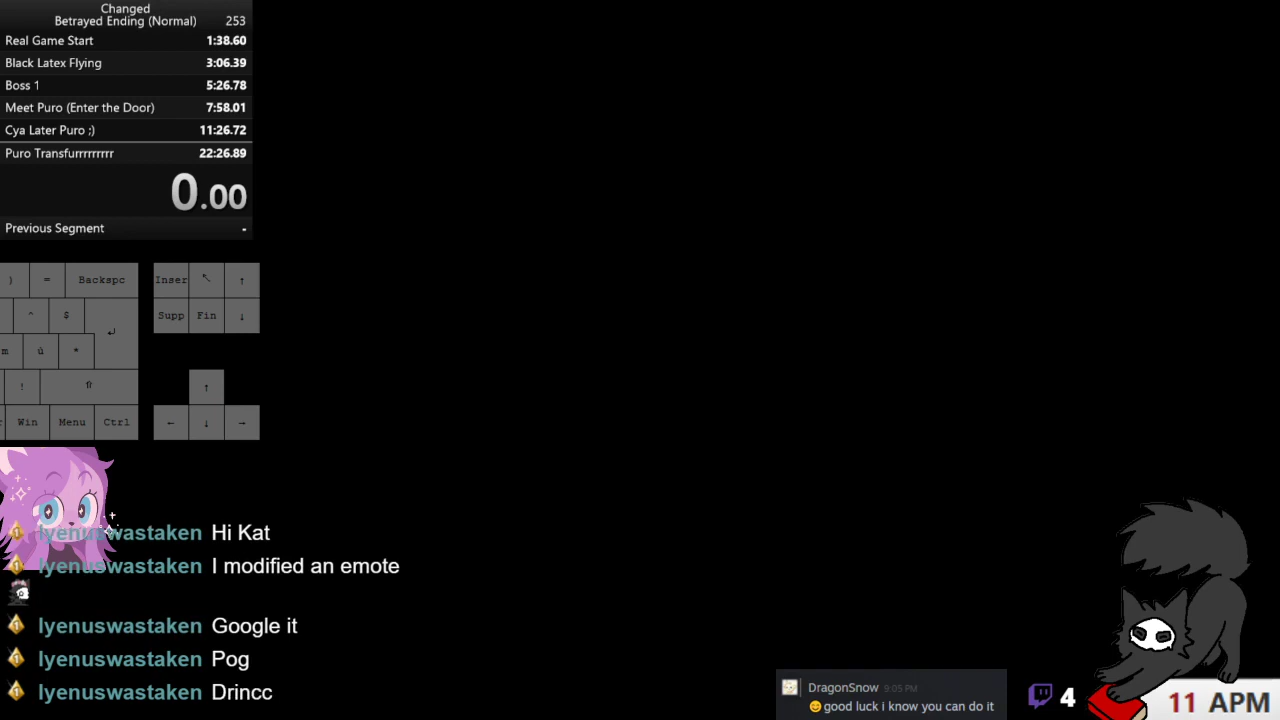 Changed
Betrayed Ending (Normal) 253
Real Game Start 1:38.60
Black Latex Flying 3:06.39
Boss 1 5:26.78
Meet Puro (Enter the Door) 7:58.01
Cya Later Puro ;) 11:26.72
Puro Transfurrrrrrrrr 22:26.89
0.00
Previous Segment -
) = Backspc Inser ↖ ↑
^ $ ↵ Supp Fin ↓
m ù *
! ⇧ ↑
Win Menu Ctrl ← ↓ →
lyenuswastaken Hi Kat
lyenuswastaken I modified an emote
lyenuswastaken Google it
lyenuswastaken Pog
lyenuswastaken Drincc
DragonSnow 9:05 PM
😊good luck i know you can do it
4
11 APM